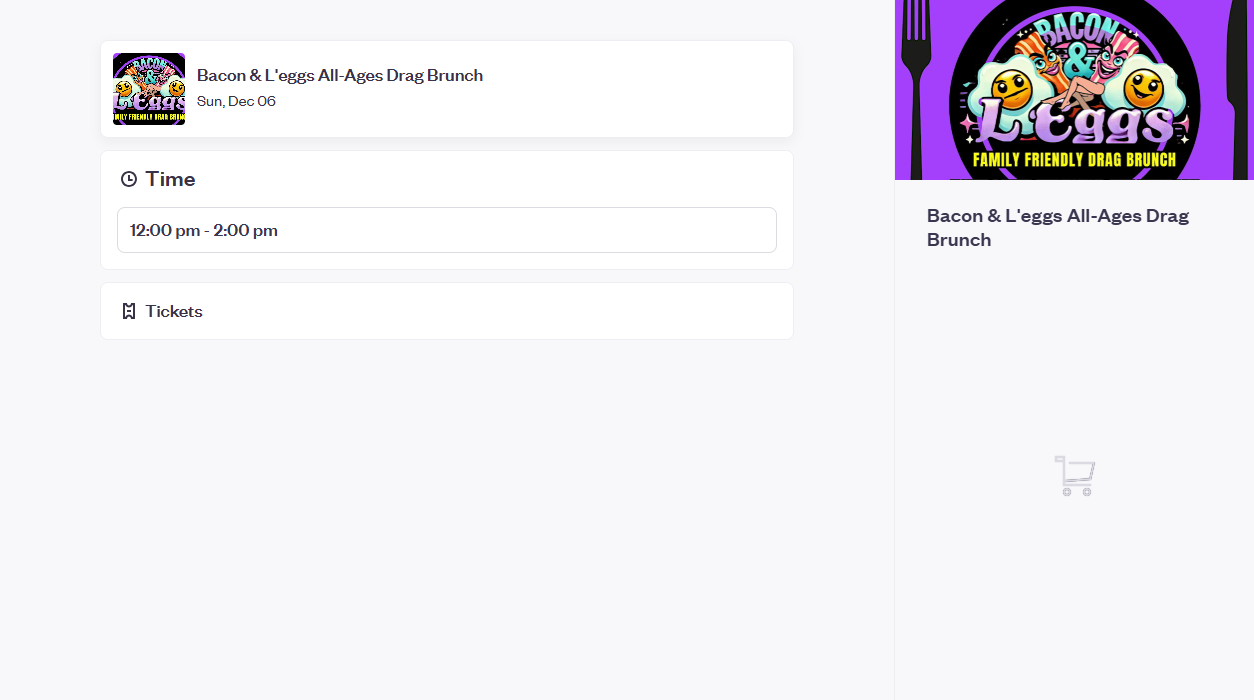 BACON
&
L'Eggs
FAMILY FRIENDLY DRAG BRUNCH
Bacon & L'eggs All-Ages Drag Brunch
Sun, Dec 06
Time
12:00 pm - 2:00 pm
Tickets
BACON
&
L'Eggs
FAMILY FRIENDLY DRAG BRUNCH
Bacon & L'eggs All-Ages Drag
Brunch